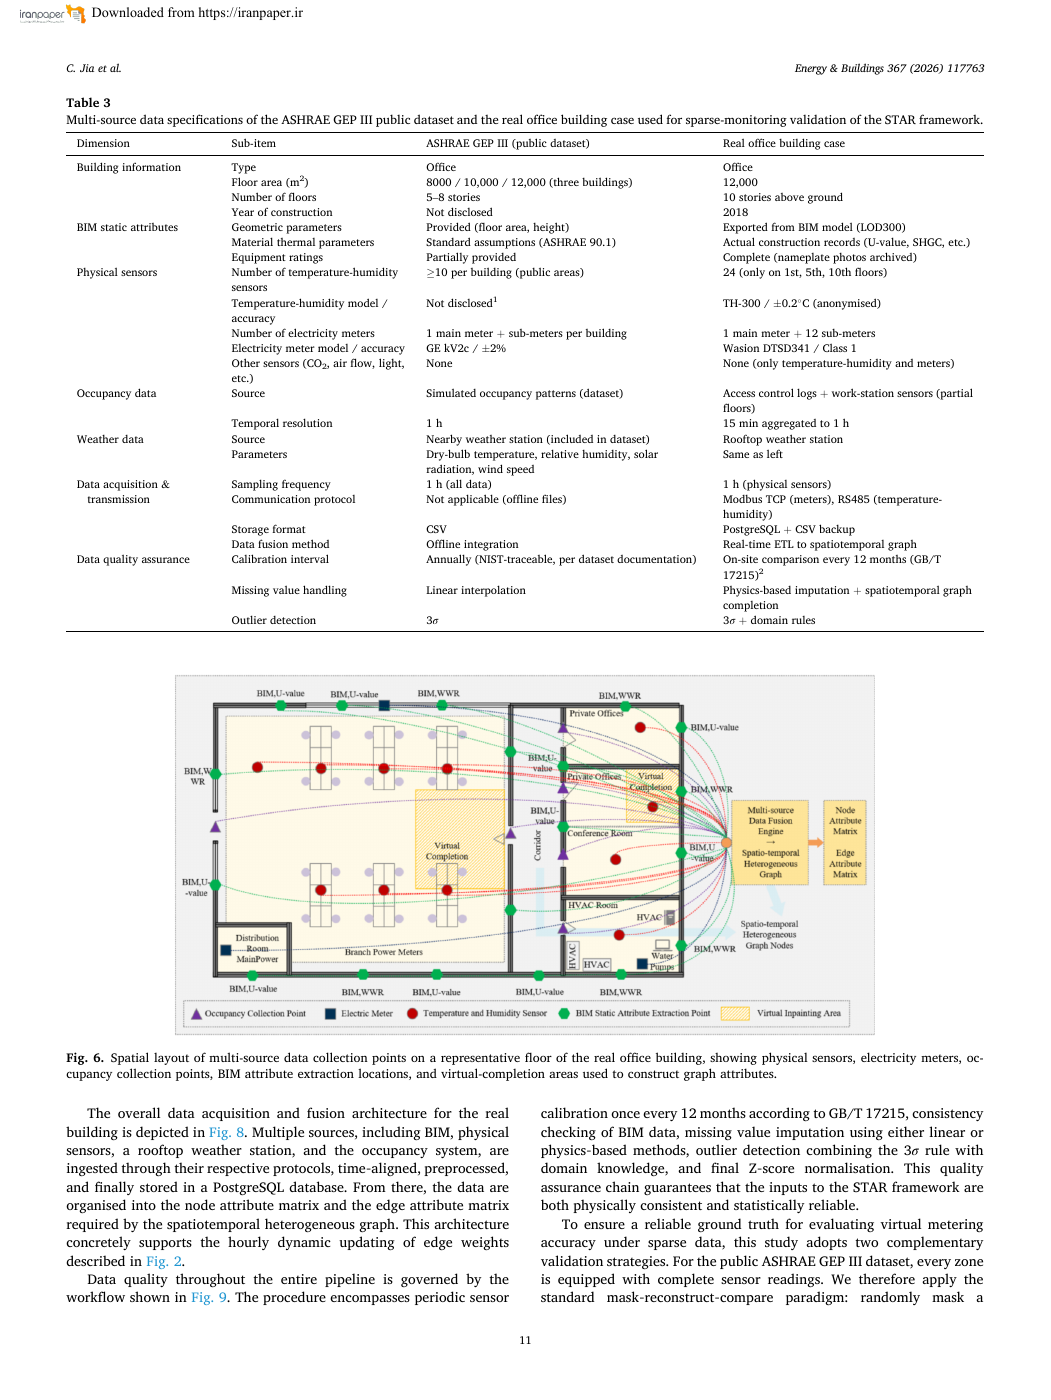 iranpaper Downloaded from https://iranpaper.ir
C. Jia et al.
Energy & Buildings 367 (2026) 117763
Table 3
Multi-source data specifications of the ASHRAE GEP III public dataset and the real office building case used for sparse-monitoring validation of the STAR framework.
Dimension Sub-item ASHRAE GEP III (public dataset) Real office building case
Building information Type Office Office
Floor area (m²) 8000 / 10,000 / 12,000 (three buildings) 12,000
Number of floors 5–8 stories 10 stories above ground
Year of construction Not disclosed 2018
BIM static attributes Geometric parameters Provided (floor area, height) Exported from BIM model (LOD300)
Material thermal parameters Standard assumptions (ASHRAE 90.1) Actual construction records (U-value, SHGC, etc.)
Equipment ratings Partially provided Complete (nameplate photos archived)
Physical sensors Number of temperature-humidity ≥10 per building (public areas) 24 (only on 1st, 5th, 10th floors)
sensors
Temperature-humidity model / Not disclosed¹ TH-300 / ±0.2°C (anonymised)
accuracy
Number of electricity meters 1 main meter + sub-meters per building 1 main meter + 12 sub-meters
Electricity meter model / accuracy GE kV2c / ±2% Wasion DTSD341 / Class 1
Other sensors (CO₂, air flow, light, None None (only temperature-humidity and meters)
etc.)
Occupancy data Source Simulated occupancy patterns (dataset) Access control logs + work-station sensors (partial
floors)
Temporal resolution 1 h 15 min aggregated to 1 h
Weather data Source Nearby weather station (included in dataset) Rooftop weather station
Parameters Dry-bulb temperature, relative humidity, solar Same as left
radiation, wind speed
Data acquisition & Sampling frequency 1 h (all data) 1 h (physical sensors)
transmission Communication protocol Not applicable (offline files) Modbus TCP (meters), RS485 (temperature-
humidity)
Storage format CSV PostgreSQL + CSV backup
Data fusion method Offline integration Real-time ETL to spatiotemporal graph
Data quality assurance Calibration interval Annually (NIST-traceable, per dataset documentation) On-site comparison every 12 months (GB/T
17215)²
Missing value handling Linear interpolation Physics-based imputation + spatiotemporal graph
completion
Outlier detection 3σ 3σ + domain rules
BIM,U-value BIM,U-value BIM,WWR BIM,WWR
Private Offices
BIM,U-value
BIM,U-
value
BIM,W
WR
Private Offices
Virtual
Completion
BIM,WWR
BIM,U-
value
Conference Room
Corridor
Virtual
Completion
BIM,U
-value
Multi-source
Data Fusion
Engine
→
Spatio-temporal
Heterogeneous
Graph
Node
Attribute
Matrix
Edge
Attribute
Matrix
BIM,U-
-value
HVAC Room
HVAC
Spatio-temporal
Heterogeneous
Graph Nodes
Distribution
Room
MainPower
Branch Power Meters
HVAC
HVAC
Water
Pumps
BIM,WWR
BIM,U-value BIM,WWR BIM,U-value BIM,U-value BIM,WWR
Occupancy Collection Point Electric Meter Temperature and Humidity Sensor BIM Static Attribute Extraction Point Virtual Inpainting Area
Fig. 6. Spatial layout of multi-source data collection points on a representative floor of the real office building, showing physical sensors, electricity meters, oc-
cupancy collection points, BIM attribute extraction locations, and virtual-completion areas used to construct graph attributes.
The overall data acquisition and fusion architecture for the real
building is depicted in Fig. 8. Multiple sources, including BIM, physical
sensors, a rooftop weather station, and the occupancy system, are
ingested through their respective protocols, time-aligned, preprocessed,
and finally stored in a PostgreSQL database. From there, the data are
organised into the node attribute matrix and the edge attribute matrix
required by the spatiotemporal heterogeneous graph. This architecture
concretely supports the hourly dynamic updating of edge weights
described in Fig. 2.
Data quality throughout the entire pipeline is governed by the
workflow shown in Fig. 9. The procedure encompasses periodic sensor
calibration once every 12 months according to GB/T 17215, consistency
checking of BIM data, missing value imputation using either linear or
physics-based methods, outlier detection combining the 3σ rule with
domain knowledge, and final Z-score normalisation. This quality
assurance chain guarantees that the inputs to the STAR framework are
both physically consistent and statistically reliable.
To ensure a reliable ground truth for evaluating virtual metering
accuracy under sparse data, this study adopts two complementary
validation strategies. For the public ASHRAE GEP III dataset, every zone
is equipped with complete sensor readings. We therefore apply the
standard mask-reconstruct-compare paradigm: randomly mask a
11